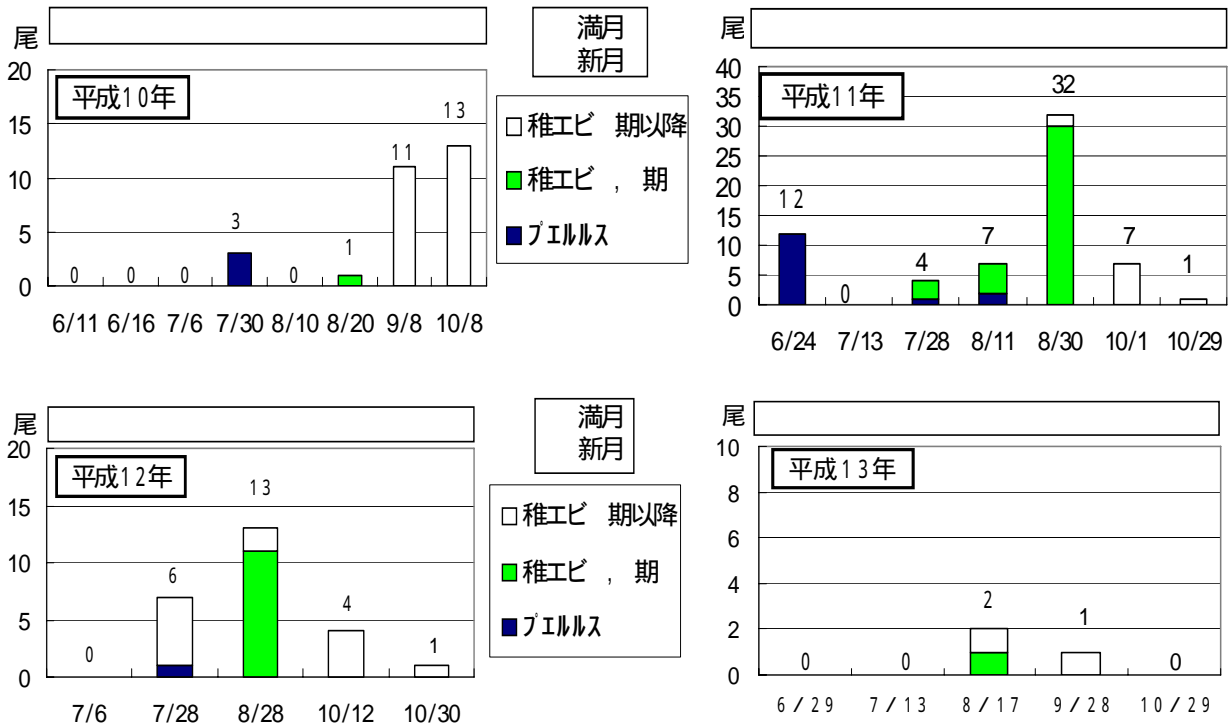 尾
満月
新月
20
15
10
5
0
平成10年
0 0 0 3 0 1 11 13
6/11 6/16 7/6 7/30 8/10 8/20 9/8 10/8
稚エビ 期以降
稚エビ , 期
プエルルス
尾
40
35
30
25
20
15
10
5
0
平成11年
12 0 4 7 32 7 1
6/24 7/13 7/28 8/11 8/30 10/1 10/29
尾
満月
新月
20
15
10
5
0
平成12年
0 6 13 4 1
7/6 7/28 8/28 10/12 10/30
稚エビ 期以降
稚エビ , 期
プエルルス
尾
10
8
6
4
2
0
平成13年
0 0 2 1 0
6/29 7/13 8/17 9/28 10/29